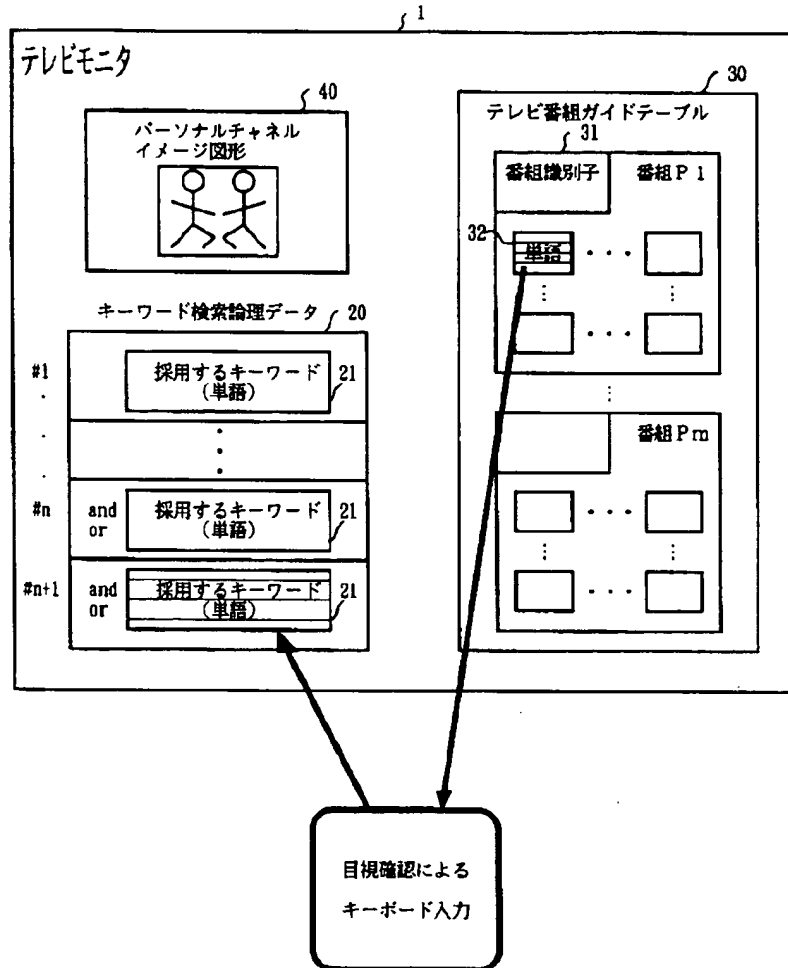 1
テレビモニタ
40
パーソナルチャネル
イメージ図形
キーワード検索論理データ 20
#1
採用するキーワード 21
(単語)
#n
and
or
採用するキーワード 21
(単語)
#n+1
and
or
採用するキーワード 21
(単語)
30
テレビ番組ガイドテーブル
31
番組識別子
番組P1
32
単語
番組Pm
目視確認による
キーボード入力